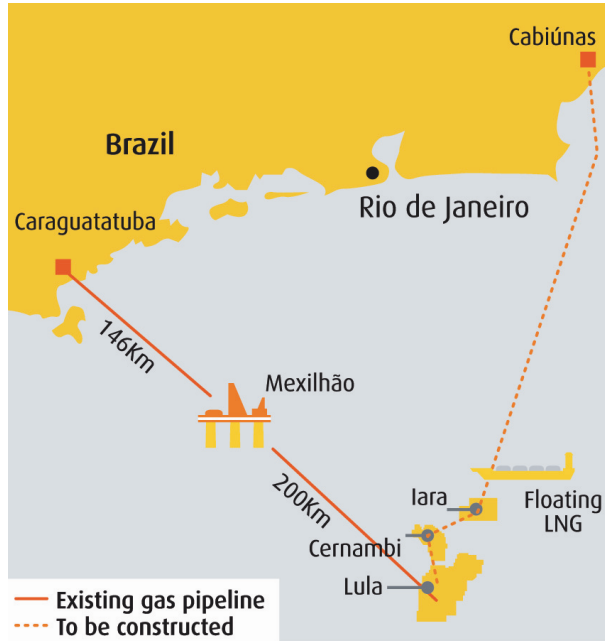 Cabiúnas
Brazil
Rio de Janeiro
Caraguatatuba
146Km
Mexilhão
200Km
Iara
Floating
LNG
Cernambi
Lula
Existing gas pipeline
To be constructed